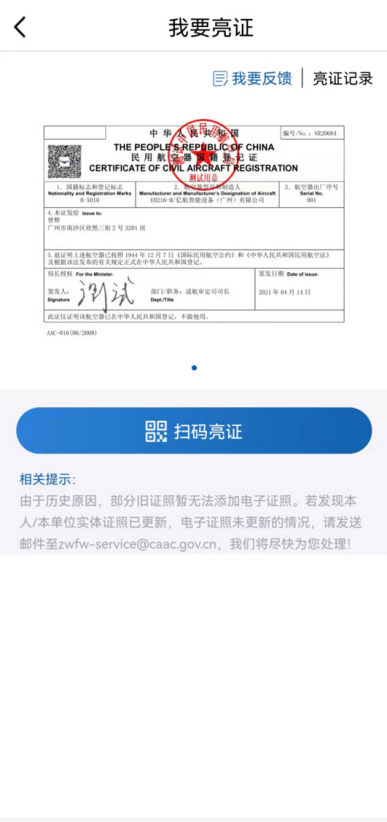 我要亮证
我要反馈 | 亮证记录
中华人民共和国
编号/No.: NR20684
THE PEOPLE'S REPUBLIC OF CHINA
民用航空器国籍登记证
CERTIFICATE OF CIVIL AIRCRAFT REGISTRATION
测试用章
1. 国籍标志和登记标志
Nationality and Registration Marks
B-X010
2. 航空器型号和制造人
Manufacturer and Manufacturer's Designation of Aircraft
EH216-B/亿航智能设备(广州)有限公司
3. 航空器出厂序号
Serial No.
001
4.本证发给 Issue to:
曾辉
广州市南沙区欣然三街2号3201房
5.兹证明上述航空器已按照1944年12月7日《国际民用航空公约》和《中华人民共和国民用航空法》
及根据该法发布的有关规定正式在中华人民共和国登记。
局长授权 For the Minister:
签发日期 Date of Issue:
签发人: 测试
Signature
部门/职务: 适航审定司司长
Dept./Title
2021年04月14日
此证仅证明该航空器已在中华人民共和国登记，不做他用。
AAC-016(06/2008)
扫码亮证
相关提示：
由于历史原因，部分旧证照暂无法添加电子证照。若发现本
人/本单位实体证照已更新，电子证照未更新的情况，请发送
邮件至zwfw-service@caac.gov.cn，我们将尽快为您处理！